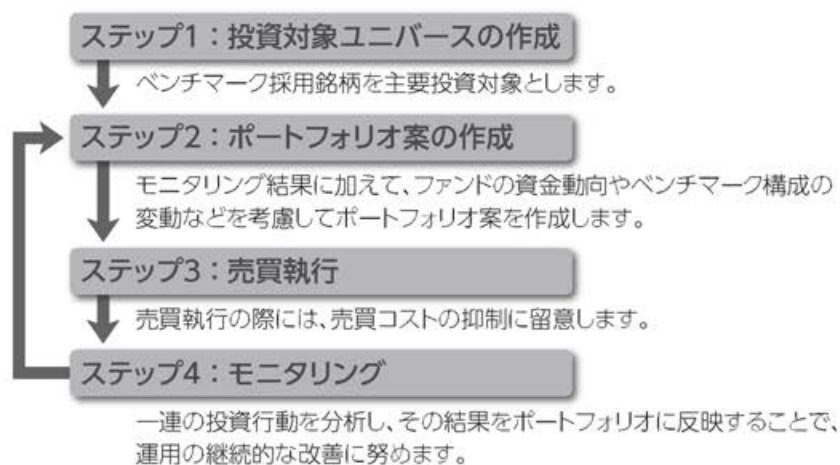 ステップ1：投資対象ユニバースの作成
ベンチマーク採用銘柄を主要投資対象とします。
ステップ2：ポートフォリオ案の作成
モニタリング結果に加えて、ファンドの資金動向やベンチマーク構成の
変動などを考慮してポートフォリオ案を作成します。
ステップ3：売買執行
売買執行の際には、売買コストの抑制に留意します。
ステップ4：モニタリング
一連の投資行動を分析し、その結果をポートフォリオに反映することで、
運用の継続的な改善に努めます。